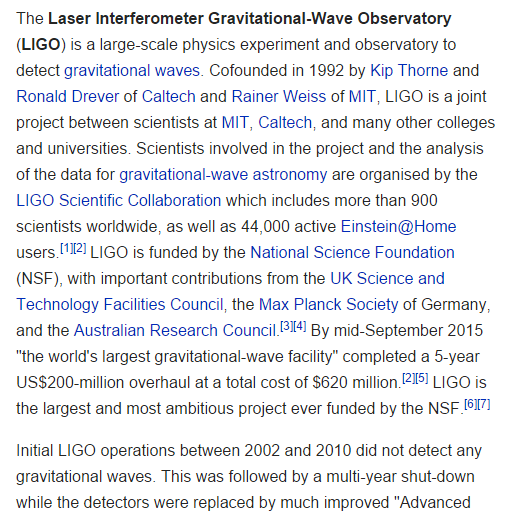 The Laser Interferometer Gravitational-Wave Observatory
(LIGO) is a large-scale physics experiment and observatory to
detect gravitational waves. Cofounded in 1992 by Kip Thorne and
Ronald Drever of Caltech and Rainer Weiss of MIT, LIGO is a joint
project between scientists at MIT, Caltech, and many other colleges
and universities. Scientists involved in the project and the analysis
of the data for gravitational-wave astronomy are organised by the
LIGO Scientific Collaboration which includes more than 900
scientists worldwide, as well as 44,000 active Einstein@Home
users.[1][2] LIGO is funded by the National Science Foundation
(NSF), with important contributions from the UK Science and
Technology Facilities Council, the Max Planck Society of Germany,
and the Australian Research Council.[3][4] By mid-September 2015
"the world's largest gravitational-wave facility" completed a 5-year
US$200-million overhaul at a total cost of $620 million.[2][5] LIGO is
the largest and most ambitious project ever funded by the NSF.[6][7]
Initial LIGO operations between 2002 and 2010 did not detect any
gravitational waves. This was followed by a multi-year shut-down
while the detectors were replaced by much improved "Advanced